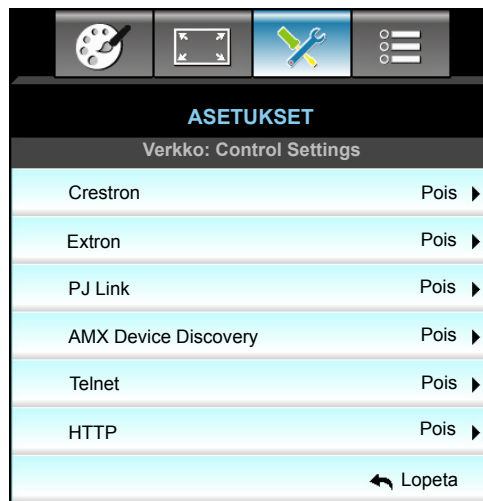 ASETUKSET
Verkko: Control Settings
Crestron Pois
Extron Pois
PJ Link Pois
AMX Device Discovery Pois
Telnet Pois
HTTP Pois
Lopeta